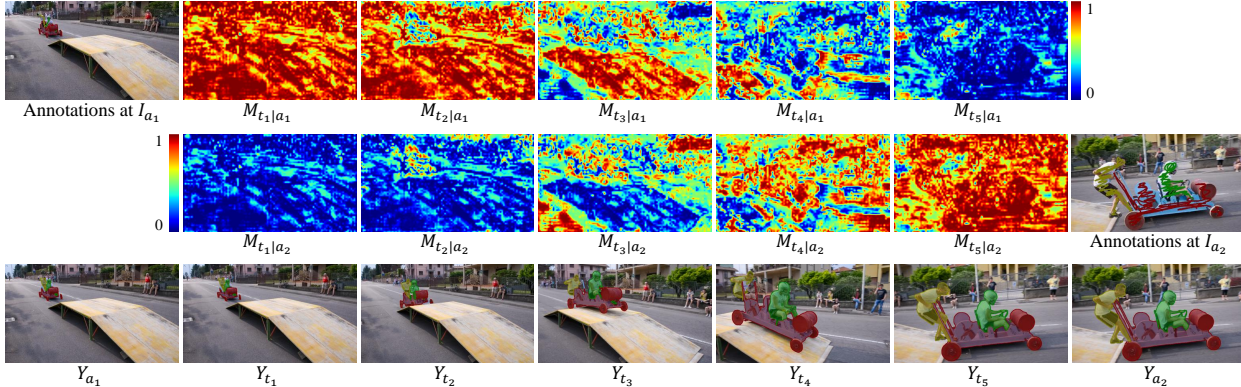 1
0
Annotations at I_{a_1}
M_{t_1|a_1}
M_{t_2|a_1}
M_{t_3|a_1}
M_{t_4|a_1}
M_{t_5|a_1}
1
0
M_{t_1|a_2}
M_{t_2|a_2}
M_{t_3|a_2}
M_{t_4|a_2}
M_{t_5|a_2}
Annotations at I_{a_2}
Y_{a_1}
Y_{t_1}
Y_{t_2}
Y_{t_3}
Y_{t_4}
Y_{t_5}
Y_{a_2}